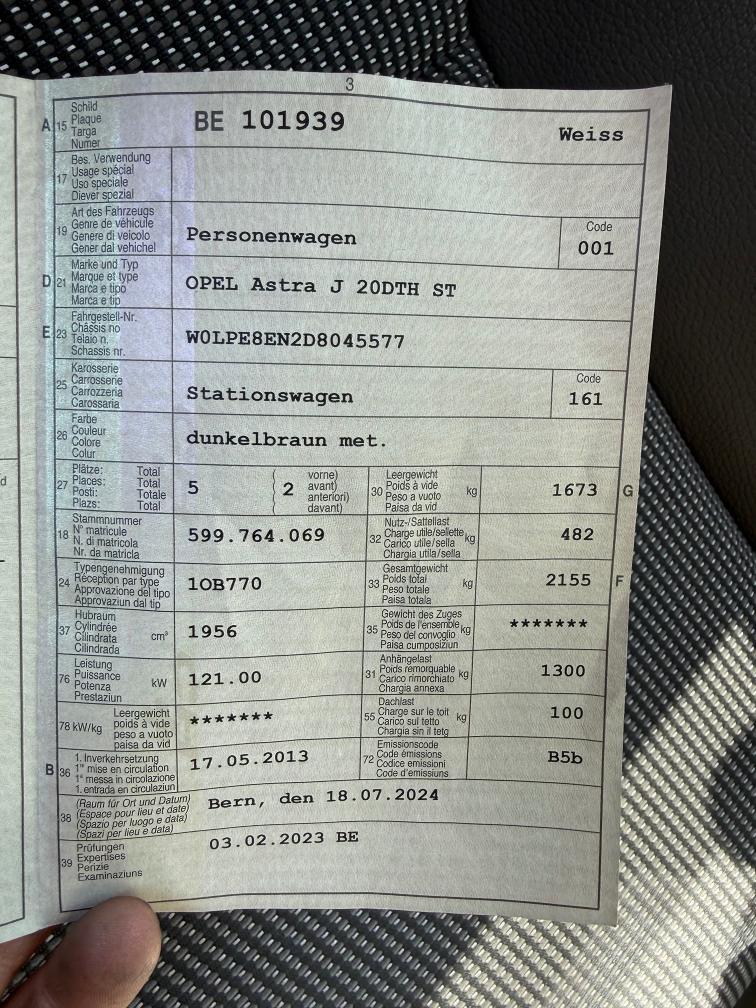 3
A 15 Schild
Plaque
Targa
Numer
BE 101939
Weiss
17 Bes. Verwendung
Usage spécial
Uso speciale
Diever spezial
19 Art des Fahrzeugs
Genre de véhicule
Genere di veicolo
Gener dal vehichel
Personenwagen
Code
001
D 21 Marke und Typ
Marque et type
Marca e tipo
Marca e tip
OPEL Astra J 20DTH ST
E 23 Fahrgestell-Nr.
Châssis no
Telaio n.
Schassis nr.
W0LPE8EN2D8045577
25 Karosserie
Carrosserie
Carrozzeria
Carossaria
Stationswagen
Code
161
26 Farbe
Couleur
Colore
Colur
dunkelbraun met.
27 Plätze: Total
Places: Total
Posti: Totale
Plazs: Total
5
( 2 vorne)
avant)
anteriori)
davant)
30 Leergewicht
Poids à vide
Peso a vuoto
Paisa da vid
kg
1673
G
18 Stammnummer
N° matricule
N. di matricola
Nr. da matricla
599.764.069
32 Nutz-/Sattellast
Charge utile/sellette
Carico utile/sella
Chargia utila/sella
kg
482
24 Typengenehmigung
Réception par type
Approvazione del tipo
Approvaziun dal tip
1OB770
33 Gesamtgewicht
Poids total
Peso totale
Paisa totala
kg
2155
F
37 Hubraum
Cylindrée
Cilindrata
Cilindrada
cm³
1956
35 Gewicht des Zuges
Poids de l'ensemble
Peso del convoglio
Paisa cumposiziun
kg
*******
76 Leistung
Puissance
Potenza
Prestaziun
kW
121.00
31 Anhängelast
Poids remorquable
Carico rimorchiato
Chargia annexa
kg
1300
78 kW/kg Leergewicht
poids à vide
peso a vuoto
paisa da vid
*******
55 Dachlast
Charge sur le toit
Carico sul tetto
Chargia sin il tetg
kg
100
B 36 1. Inverkehrsetzung
1re mise en circulation
1a messa in circolazione
1. entrada en circulaziun
17.05.2013
72 Emissionscode
Code émissions
Codice emissioni
Code d'emissiuns
B5b
38 (Raum für Ort und Datum)
(Espace pour lieu et date)
(Spazio per luogo e data)
(Spazi per lieu e data)
Bern, den 18.07.2024
39 Prüfungen
Expertises
Perizie
Examinaziuns
03.02.2023 BE